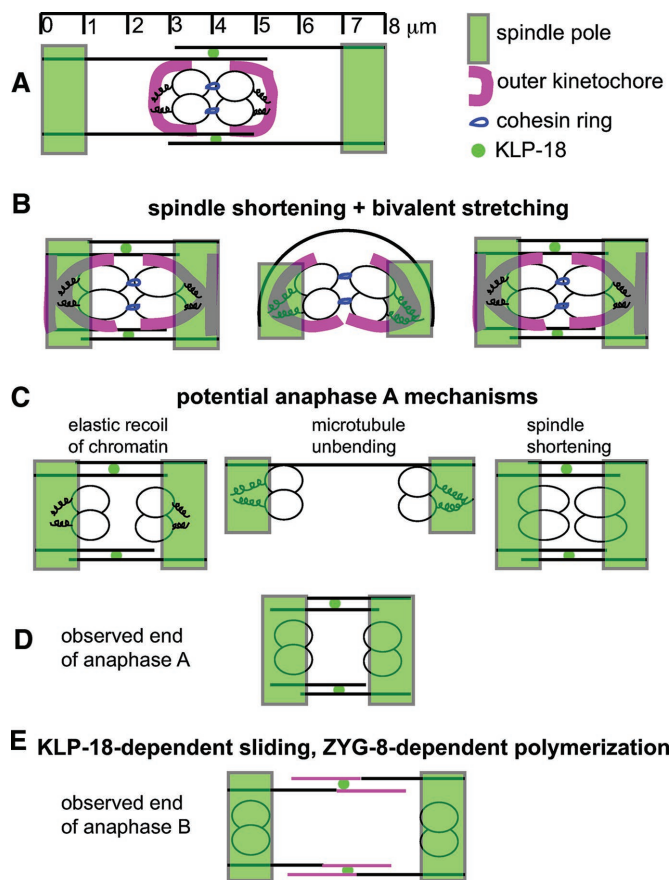 0 1 2 3 4 5 6 7 8 μm
spindle pole
outer kinetochore
cohesin ring
KLP-18
A
B
spindle shortening + bivalent stretching
C
potential anaphase A mechanisms
elastic recoil
of chromatin
microtubule
unbending
spindle
shortening
D
observed end
of anaphase A
E
KLP-18-dependent sliding, ZYG-8-dependent polymerization
observed end
of anaphase B